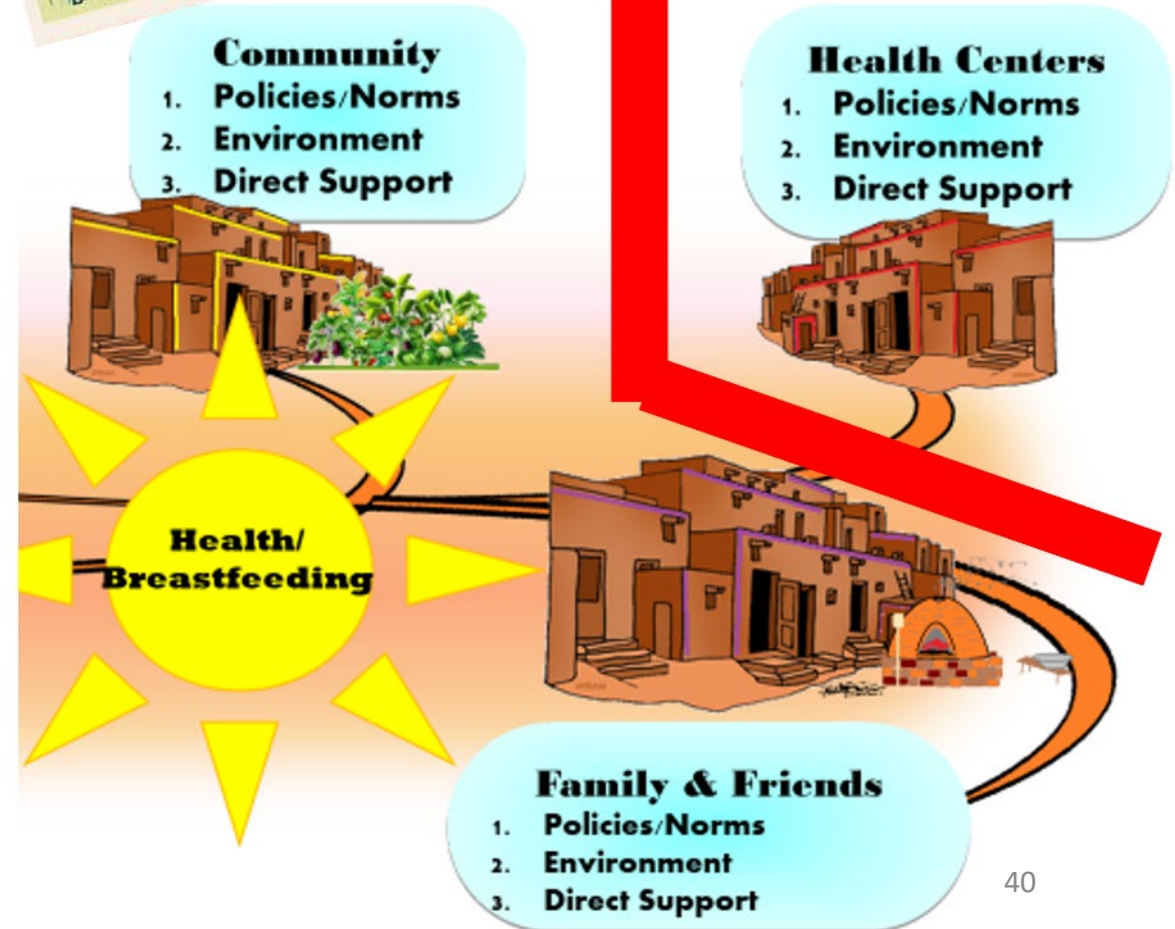 Community
1. Policies/Norms
2. Environment
3. Direct Support
Health Centers
1. Policies/Norms
2. Environment
3. Direct Support
Health/
Breastfeeding
Family & Friends
1. Policies/Norms
2. Environment
3. Direct Support
40